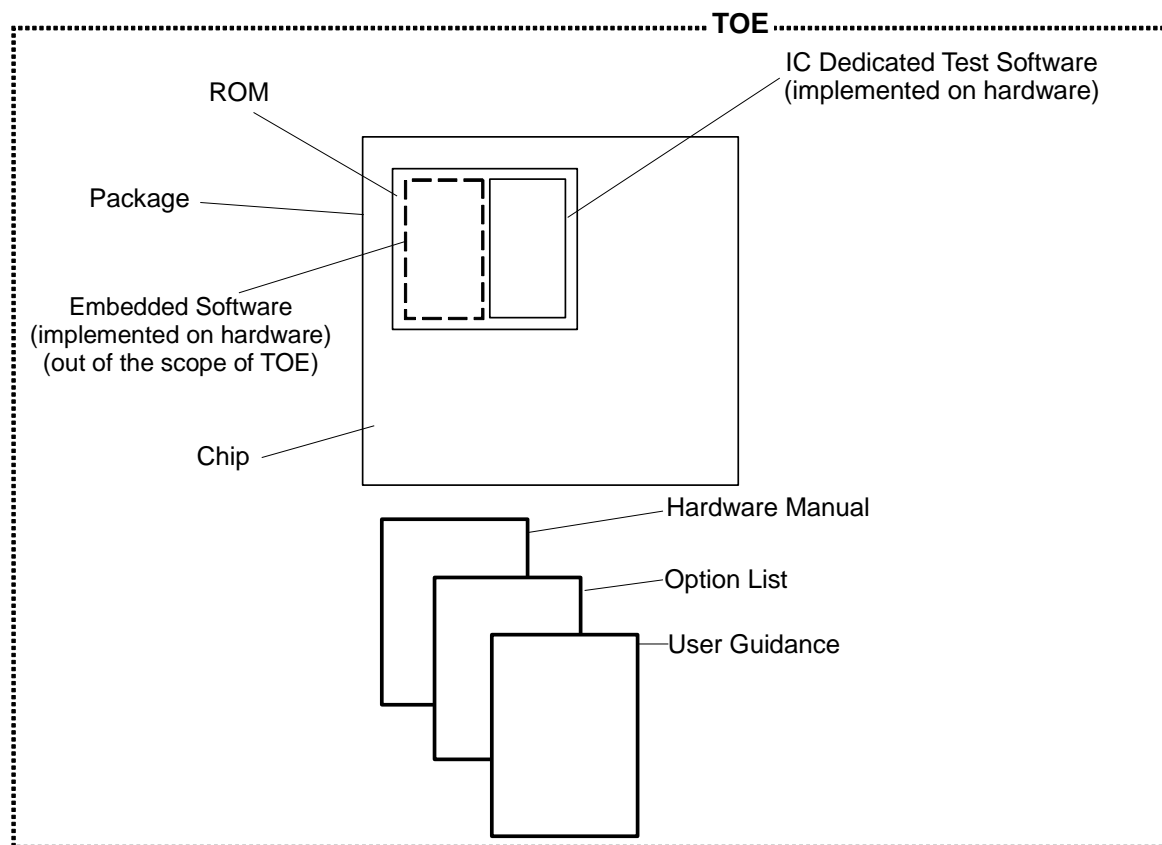 TOE
IC Dedicated Test Software
(implemented on hardware)
ROM
Package
Embedded Software
(implemented on hardware)
(out of the scope of TOE)
Chip
Hardware Manual
Option List
User Guidance